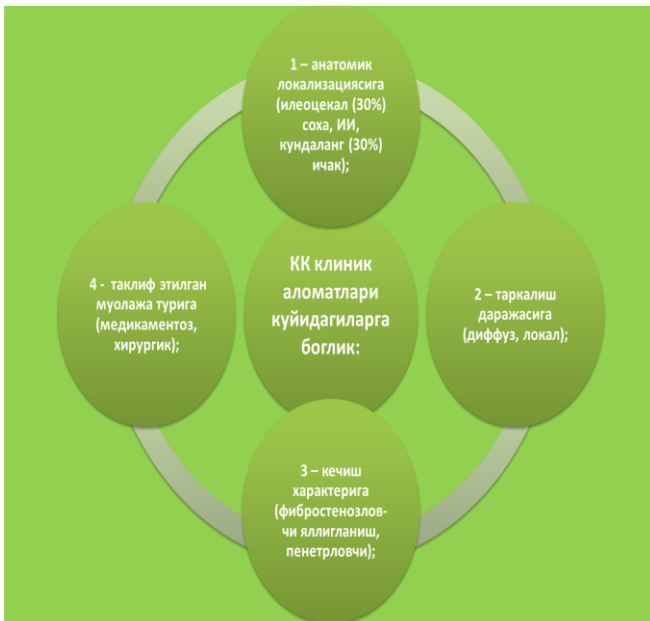 1 – анатомик
локализациясига
(илеоцекал (30%)
соха, ИИ,
кундаланг (30%)
ичак);
4 - таклиф этилган
муолажа турига
(медикаментоз,
хирургик);
КК клиник
аломатлари
куйидагиларга
боглик:
2 – таркалиш
даражасига
(диффуз, локал);
3 – кечиш
характерига
(фибростенозлов-
чи яллигланиш,
пенетрловчи);